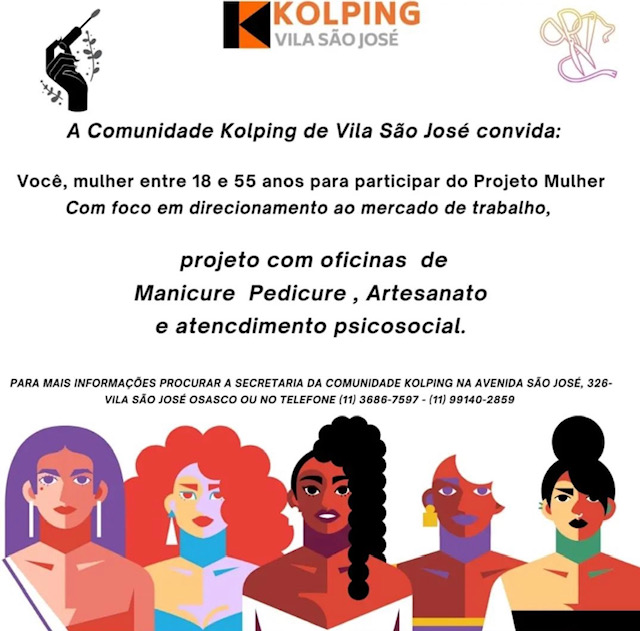 KOLPING
VILA SÃO JOSÉ
A Comunidade Kolping de Vila São José convida:
Você, mulher entre 18 e 55 anos para participar do Projeto Mulher
Com foco em direcionamento ao mercado de trabalho,
projeto com oficinas de
Manicure Pedicure , Artesanato
e atencdimento psicosocial.
PARA MAIS INFORMAÇÕES PROCURAR A SECRETARIA DA COMUNIDADE KOLPING NA AVENIDA SÃO JOSÉ, 326-
VILA SÃO JOSÉ OSASCO OU NO TELEFONE (11) 3686-7597 - (11) 99140-2859